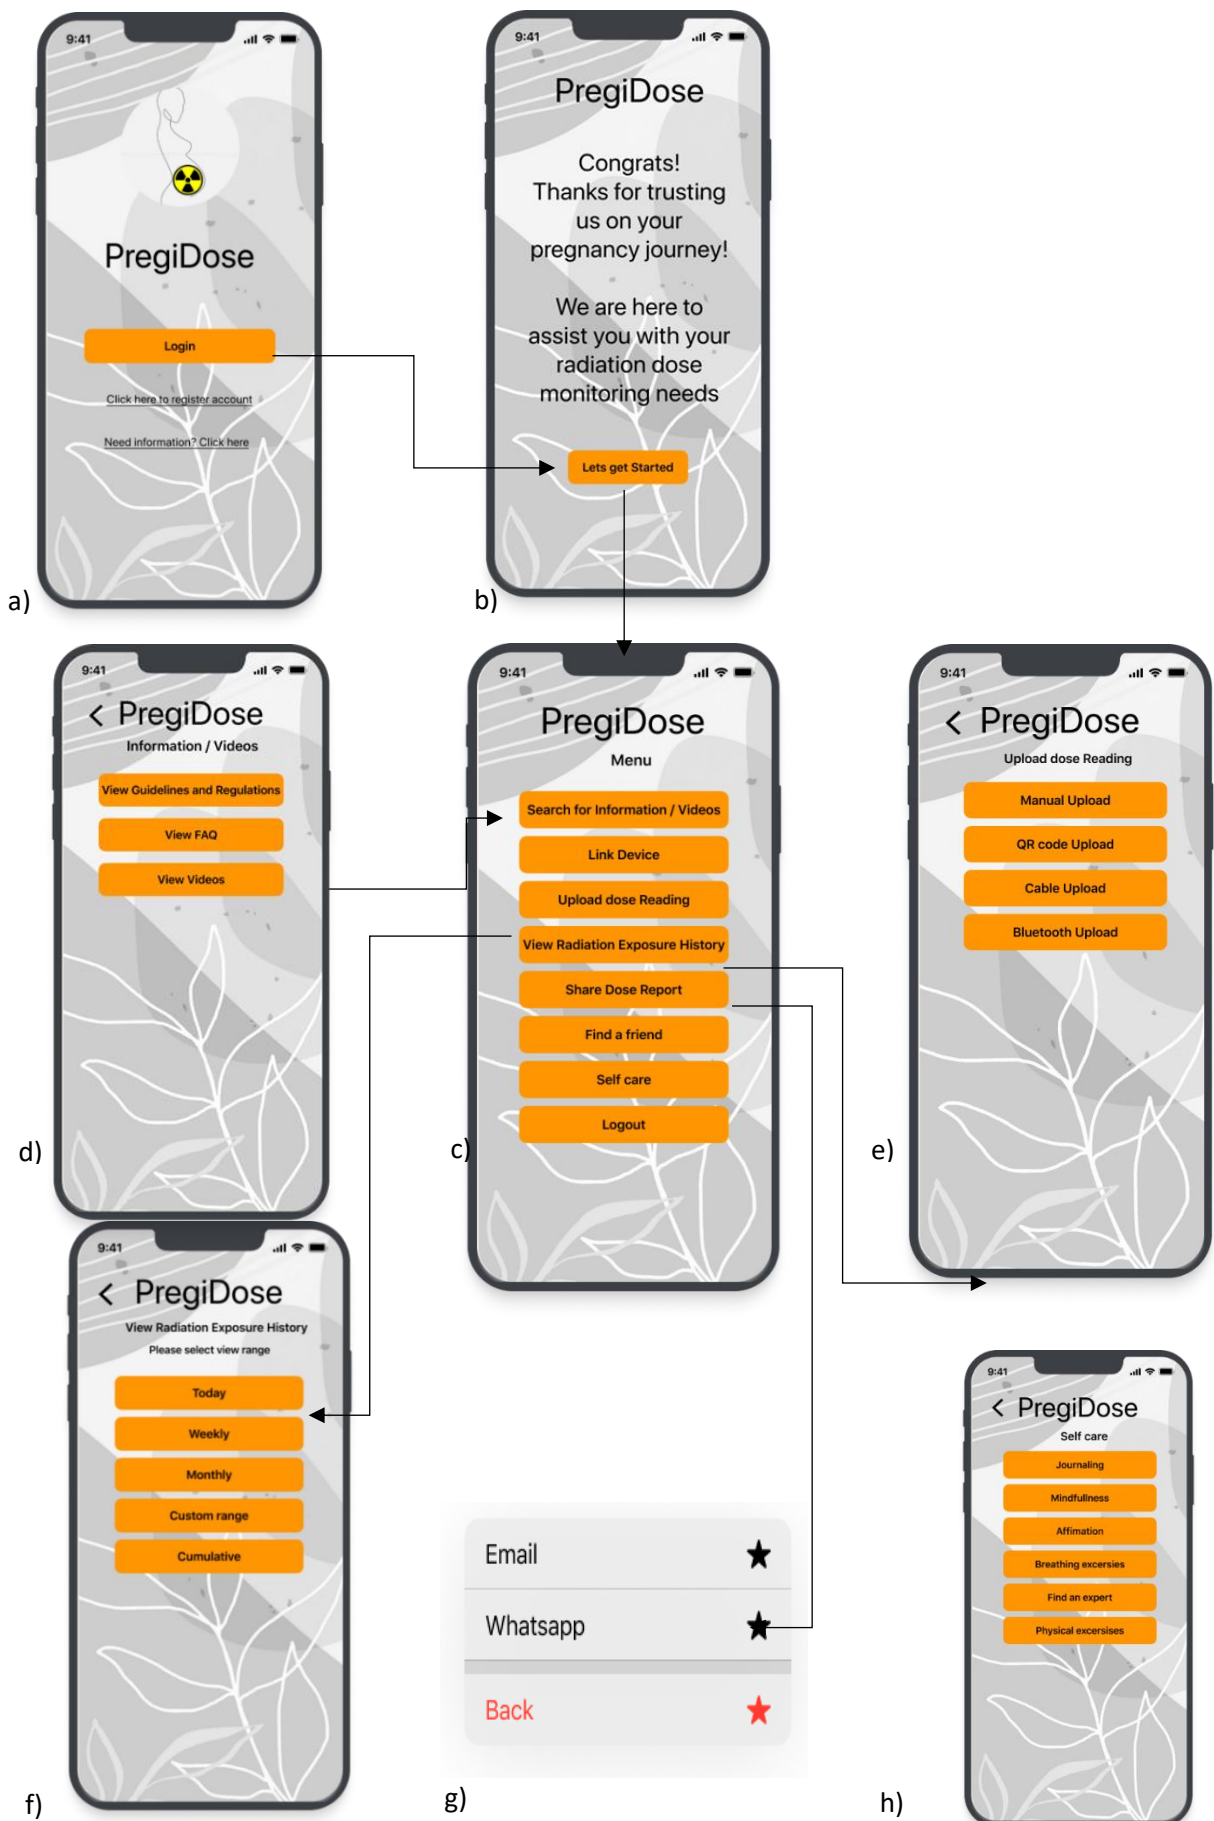 9:41
PregiDose
Login
Click here to register account
Need information? Click here
a)
9:41
PregiDose
Congrats!
Thanks for trusting
us on your
pregnancy journey!
We are here to
assist you with your
radiation dose
monitoring needs
Lets get Started
b)
9:41
PregiDose
Information / Videos
View Guidelines and Regulations
View FAQ
View Videos
d)
9:41
PregiDose
Menu
Search for Information / Videos
Link Device
Upload dose Reading
View Radiation Exposure History
Share Dose Report
Find a friend
Self care
Logout
c)
9:41
PregiDose
Upload dose Reading
Manual Upload
QR code Upload
Cable Upload
Bluetooth Upload
e)
9:41
PregiDose
View Radiation Exposure History
Please select view range
Today
Weekly
Monthly
Custom range
Cumulative
f)
Email
Whatsapp
Back
g)
9:41
PregiDose
Self care
Journaling
Mindfullness
Affimation
Breathing excersies
Find an expert
Physical excersises
h)